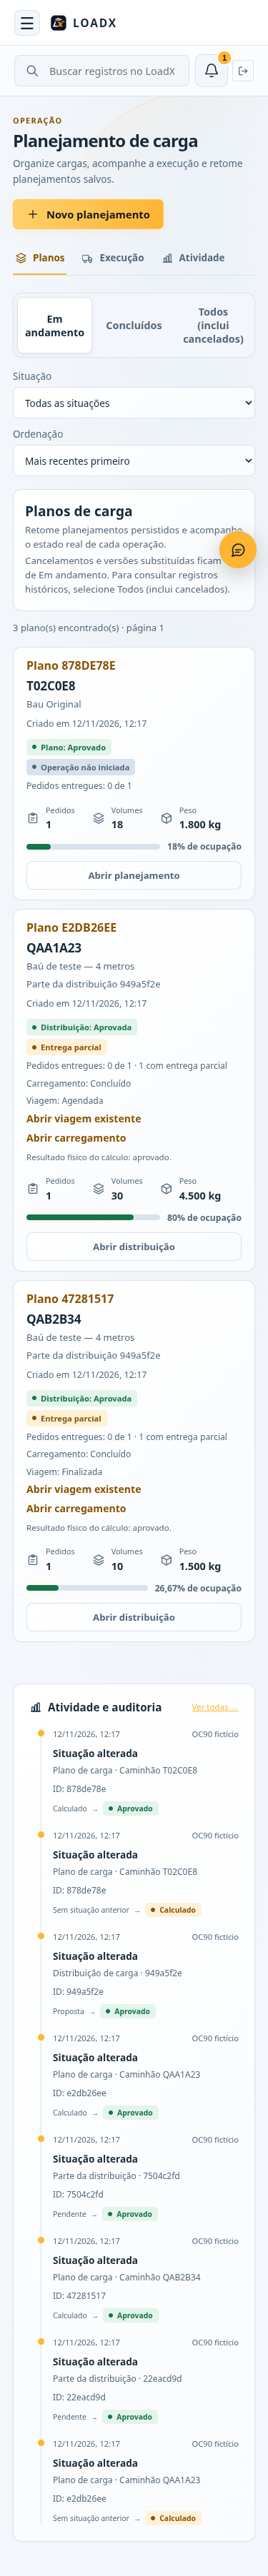 LOADX
Buscar registros no LoadX
1
OPERAÇÃO
Planejamento de carga
Organize cargas, acompanhe a execução e retome
planejamentos salvos.
Novo planejamento
Planos
Execução
Atividade
Em
andamento
Concluídos
Todos
(inclui
cancelados)
Situação
Todas as situações
Ordenação
Mais recentes primeiro
Planos de carga
Retome planejamentos persistidos e acompanhe
o estado real de cada operação.
Cancelamentos e versões substituídas ficam
de Em andamento. Para consultar registros
históricos, selecione Todos (inclui cancelados).
3 plano(s) encontrado(s) · página 1
Plano 878DE78E
T02C0E8
Bau Original
Criado em 12/11/2026, 12:17
Plano: Aprovado
Operação não iniciada
Pedidos entregues: 0 de 1
Pedidos
1
Volumes
18
Peso
1.800 kg
18% de ocupação
Abrir planejamento
Plano E2DB26EE
QAA1A23
Baú de teste — 4 metros
Parte da distribuição 949a5f2e
Criado em 12/11/2026, 12:17
Distribuição: Aprovada
Entrega parcial
Pedidos entregues: 0 de 1 · 1 com entrega parcial
Carregamento: Concluído
Viagem: Agendada
Abrir viagem existente
Abrir carregamento
Resultado físico do cálculo: aprovado.
Pedidos
1
Volumes
30
Peso
4.500 kg
80% de ocupação
Abrir distribuição
Plano 47281517
QAB2B34
Baú de teste — 4 metros
Parte da distribuição 949a5f2e
Criado em 12/11/2026, 12:17
Distribuição: Aprovada
Entrega parcial
Pedidos entregues: 0 de 1 · 1 com entrega parcial
Carregamento: Concluído
Viagem: Finalizada
Abrir viagem existente
Abrir carregamento
Resultado físico do cálculo: aprovado.
Pedidos
1
Volumes
10
Peso
1.500 kg
26,67% de ocupação
Abrir distribuição
Atividade e auditoria
Ver todas →
12/11/2026, 12:17 OC90 fictício
Situação alterada
Plano de carga · Caminhão T02C0E8
ID: 878de78e
Calculado → Aprovado
12/11/2026, 12:17 OC90 fictício
Situação alterada
Plano de carga · Caminhão T02C0E8
ID: 878de78e
Sem situação anterior → Calculado
12/11/2026, 12:17 OC90 fictício
Situação alterada
Distribuição de carga · 949a5f2e
ID: 949a5f2e
Proposta → Aprovado
12/11/2026, 12:17 OC90 fictício
Situação alterada
Plano de carga · Caminhão QAA1A23
ID: e2db26ee
Calculado → Aprovado
12/11/2026, 12:17 OC90 fictício
Situação alterada
Parte da distribuição · 7504c2fd
ID: 7504c2fd
Pendente → Aprovado
12/11/2026, 12:17 OC90 fictício
Situação alterada
Plano de carga · Caminhão QAB2B34
ID: 47281517
Calculado → Aprovado
12/11/2026, 12:17 OC90 fictício
Situação alterada
Parte da distribuição · 22eacd9d
ID: 22eacd9d
Pendente → Aprovado
12/11/2026, 12:17 OC90 fictício
Situação alterada
Plano de carga · Caminhão QAA1A23
ID: e2db26ee
Sem situação anterior → Calculado